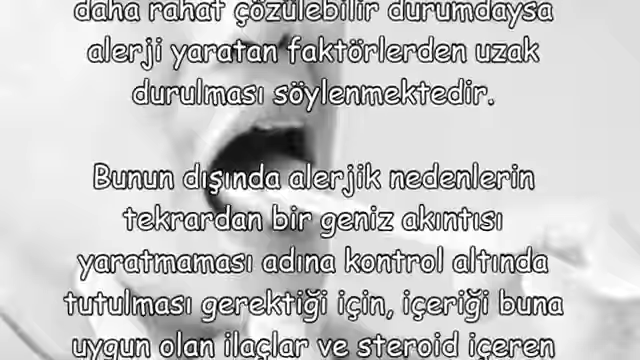 daha rahat çözülebilir durumdaysa
alerji yaratan faktörlerden uzak
durulması söylenmektedir.
Bunun dışında alerjik nedenlerin
tekrardan bir geniz akıntısı
yaratmaması adına kontrol altında
tutulması gerektiği için, içeriği buna
uygun olan ilaçlar ve steroid içeren